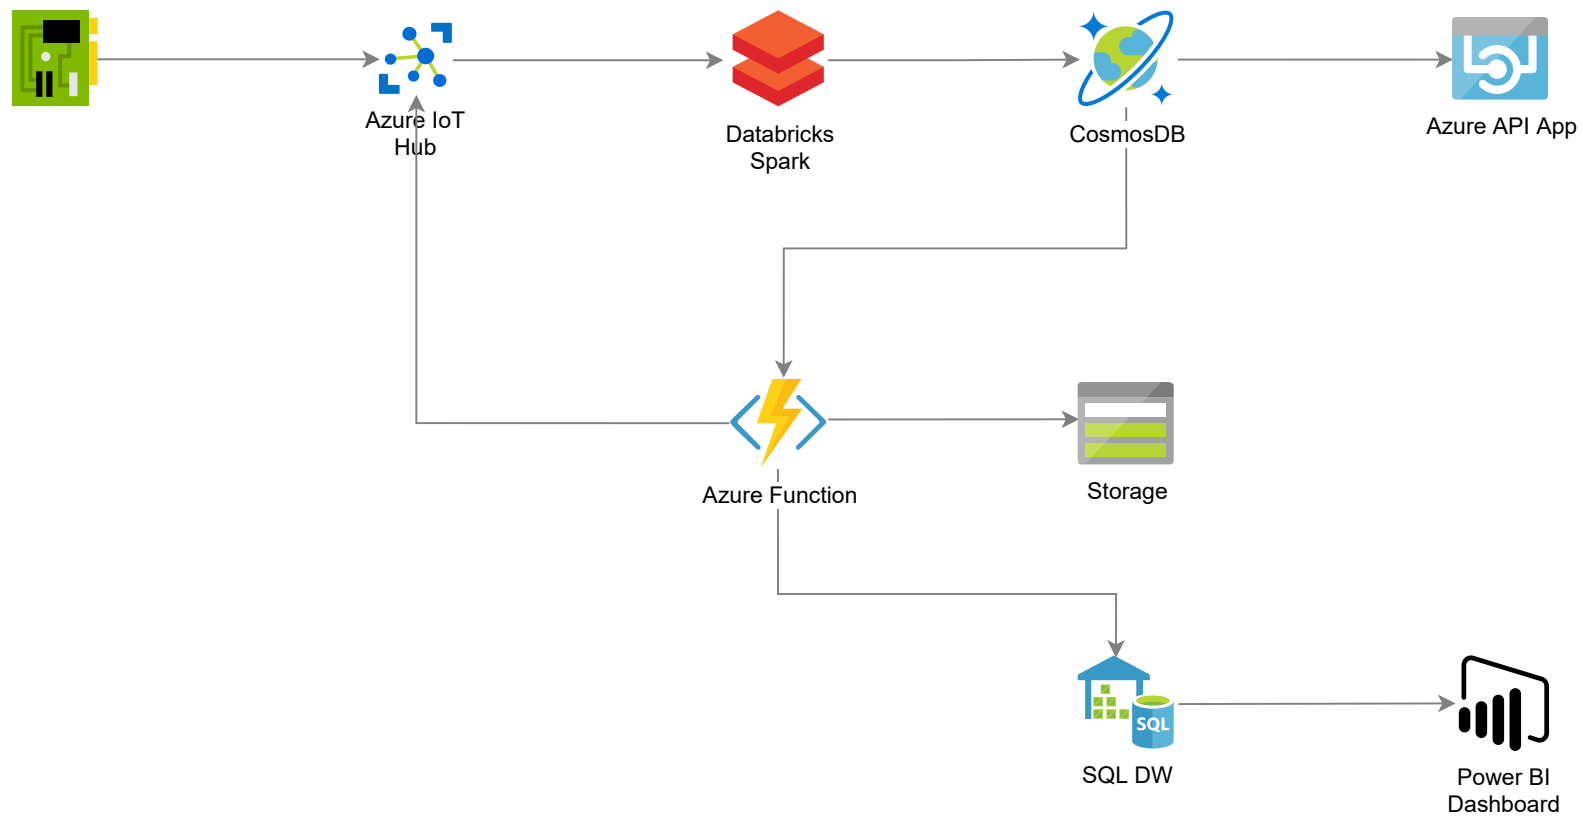 Azure IoT
Hub
Databricks
Spark
CosmosDB
Azure API App
Azure Function
Storage
SQL
SQL DW
Power BI
Dashboard